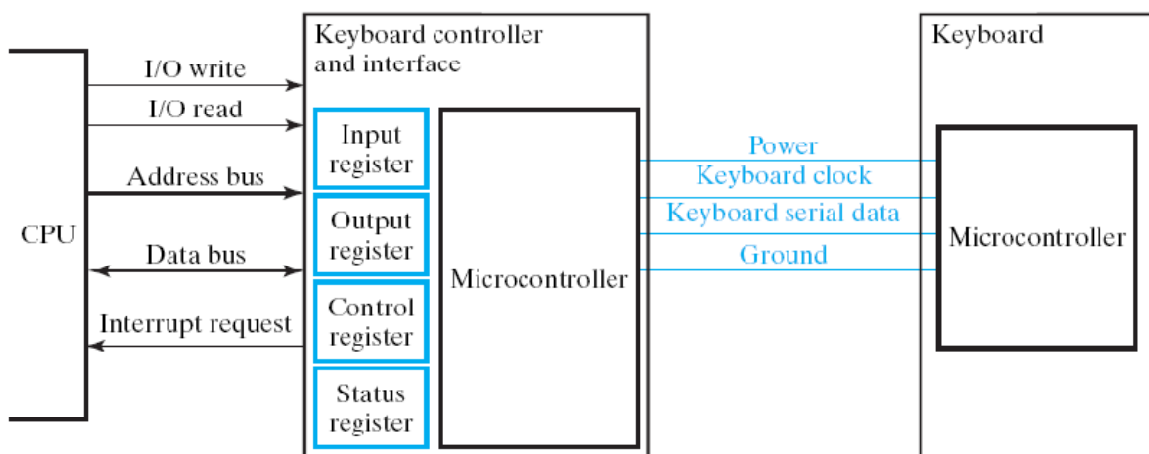 CPU
I/O write
I/O read
Address bus
Data bus
Interrupt request
Keyboard controller
and interface
Input
register
Output
register
Control
register
Status
register
Microcontroller
Power
Keyboard clock
Keyboard serial data
Ground
Keyboard
Microcontroller